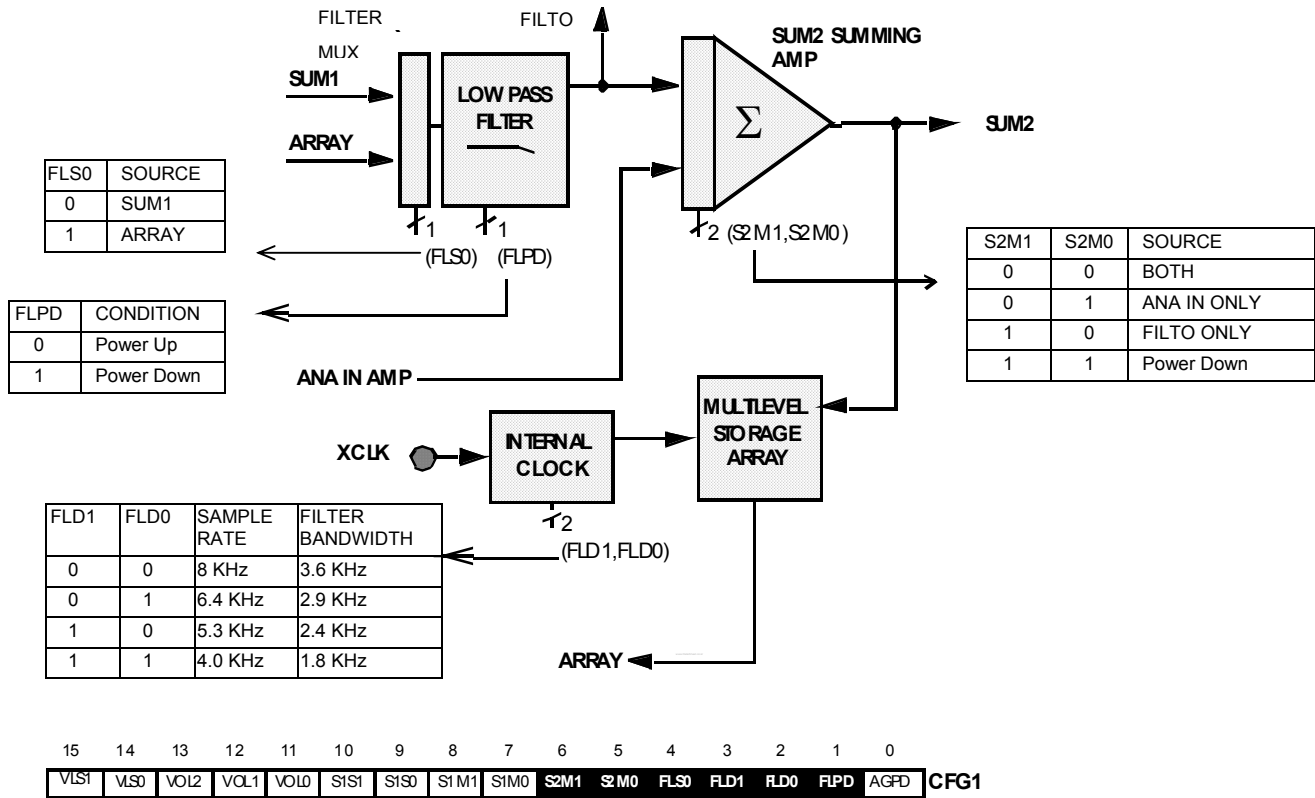 FILTER
MUX
FILTO
SUM2 SUMMING
AMP
SUM1
ARRAY
LOW PASS
FILTER
Σ
SUM2
FLS0 SOURCE
0 SUM1
1 ARRAY
1
(FLS0)
1
(FLPD)
2 (S2M1,S2M0)
S2M1 S2M0 SOURCE
0 0 BOTH
0 1 ANA IN ONLY
1 0 FILTO ONLY
1 1 Power Down
FLPD CONDITION
0 Power Up
1 Power Down
ANA IN AMP
XCLK
INTERNAL
CLOCK
MULTILEVEL
STORAGE
ARRAY
2
(FLD1,FLD0)
FLD1 FLD0 SAMPLE RATE FILTER BANDWIDTH
0 0 8 KHz 3.6 KHz
0 1 6.4 KHz 2.9 KHz
1 0 5.3 KHz 2.4 KHz
1 1 4.0 KHz 1.8 KHz
ARRAY
15 14 13 12 11 10 9 8 7 6 5 4 3 2 1 0
VLS1 VLS0 VOL2 VOL1 VOL0 S1S1 S1S0 S1M1 S1M0 S2M1 S2M0 FLS0 FLD1 FLD0 FLPD AGPD CFG1